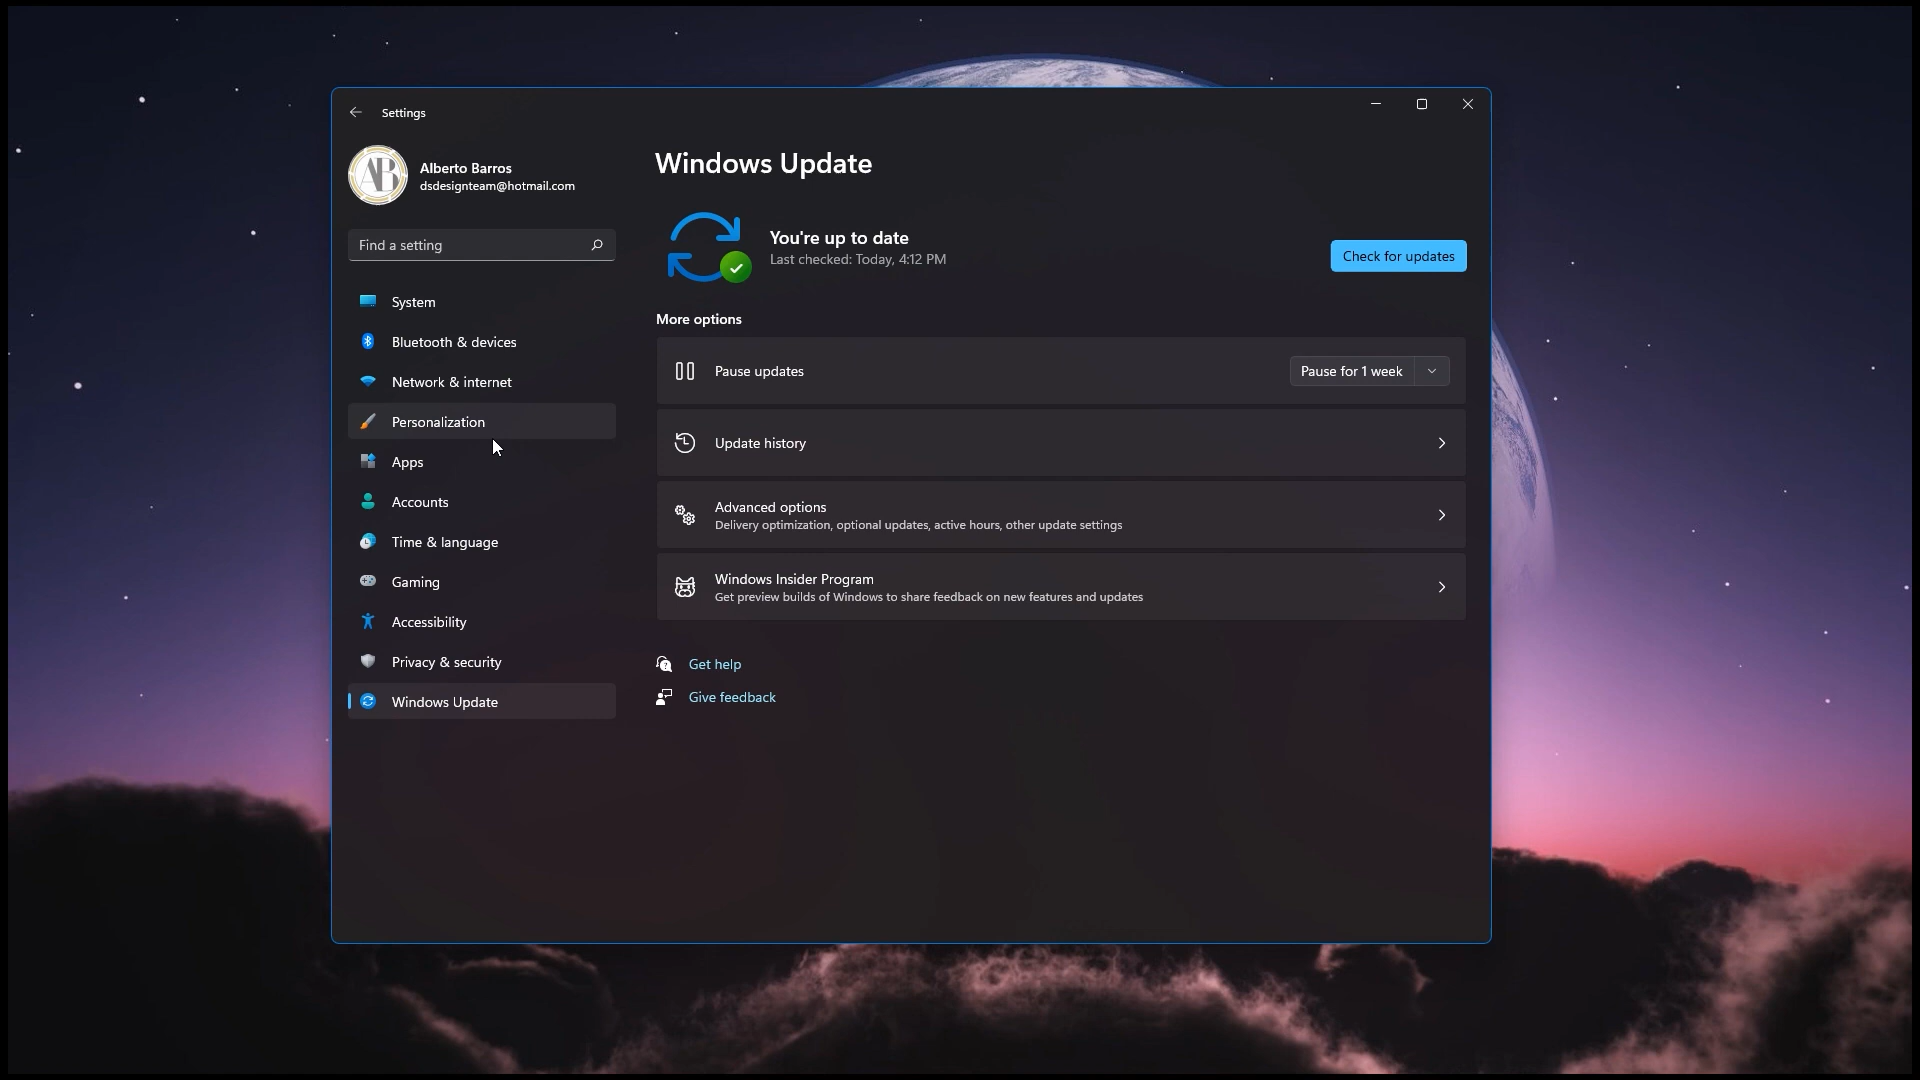 Settings
Alberto Barros
dsdesignteam@hotmail.com
Find a setting
System
Bluetooth & devices
Network & internet
Personalization
Apps
Accounts
Time & language
Gaming
Accessibility
Privacy & security
Windows Update
Windows Update
You're up to date
Last checked: Today, 4:12 PM
Check for updates
More options
Pause updates
Pause for 1 week
Update history
Advanced options
Delivery optimization, optional updates, active hours, other update settings
Windows Insider Program
Get preview builds of Windows to share feedback on new features and updates
Get help
Give feedback